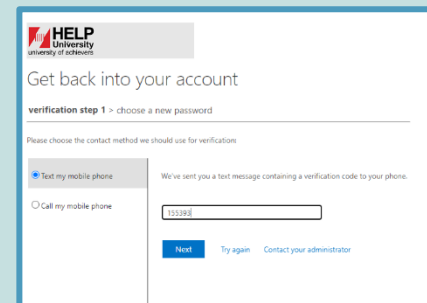 HELP
University
university of achievers
Get back into your account
verification step 1 > choose a new password
Please choose the contact method we should use for verification:
Text my mobile phone
We've sent you a text message containing a verification code to your phone.
Call my mobile phone
155393
Next Try again Contact your administrator